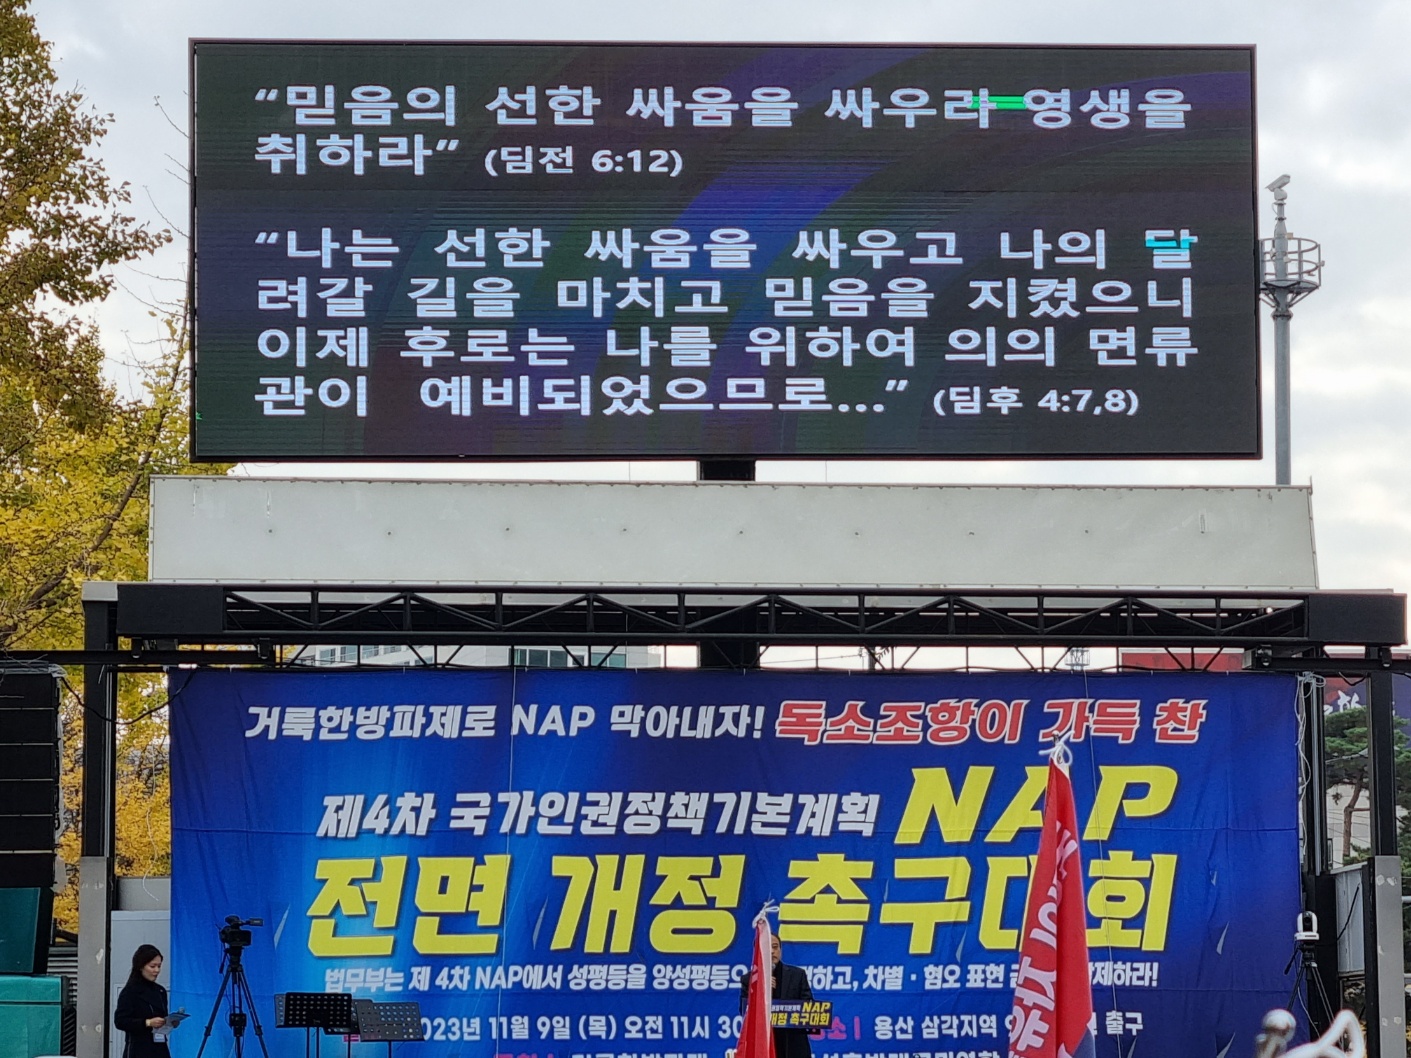 “믿음의 선한 싸움을 싸우라 영생을
취하라” (딤전 6:12)
“나는 선한 싸움을 싸우고 나의 달
려갈 길을 마치고 믿음을 지켰으니
이제 후로는 나를 위하여 의의 면류
관이 예비되었으므로...” (딤후 4:7,8)
거룩한방파제로 NAP 막아내자! 독소조항이 가득 찬
제4차 국가인권정책기본계획 NAP
전면 개정 촉구대회
법무부는 제 4차 NAP에서 성평등을 양성평등으 하고, 차별 · 혐오 표현 제하라!
2023년 11월 9일 (목) 오전 11시 30 소 | 용산 삼각지역 출구
NAP
개정 촉구대회